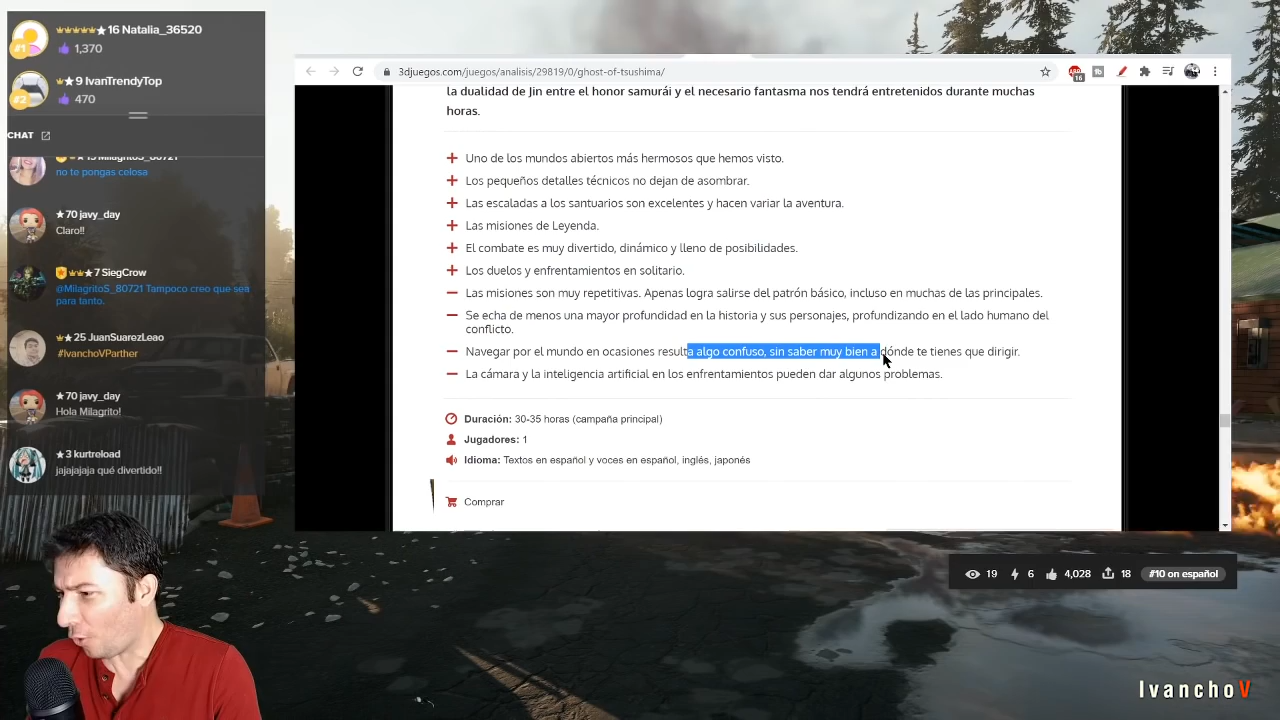 #1
16 Natalia_36520
1,370
#2
9 IvanTrendyTop
470
CHAT
no te pongas celosa
70 javy_day
Claro!!
7 SiegCrow
@MilagritoS_80721 Tampoco creo que sea
para tanto.
25 JuanSuarezLeao
#IvanchoVParther
70 javy_day
Hola Milagrito!
3 kurtreload
jajajajaja qué divertido!!
3djuegos.com/juegos/analisis/29819/0/ghost-of-tsushima/
ABP
16
la dualidad de Jin entre el honor samurái y el necesario fantasma nos tendrá entretenidos durante muchas
horas.
Uno de los mundos abiertos más hermosos que hemos visto.
Los pequeños detalles técnicos no dejan de asombrar.
Las escaladas a los santuarios son excelentes y hacen variar la aventura.
Las misiones de Leyenda.
El combate es muy divertido, dinámico y lleno de posibilidades.
Los duelos y enfrentamientos en solitario.
Las misiones son muy repetitivas. Apenas logra salirse del patrón básico, incluso en muchas de las principales.
Se echa de menos una mayor profundidad en la historia y sus personajes, profundizando en el lado humano del
conflicto.
Navegar por el mundo en ocasiones resulta algo confuso, sin saber muy bien a dónde te tienes que dirigir.
La cámara y la inteligencia artificial en los enfrentamientos pueden dar algunos problemas.
Duración: 30-35 horas (campaña principal)
Jugadores: 1
Idioma: Textos en español y voces en español, inglés, japonés
Comprar
19 6 4,028 18 #10 on español
IvanchoV